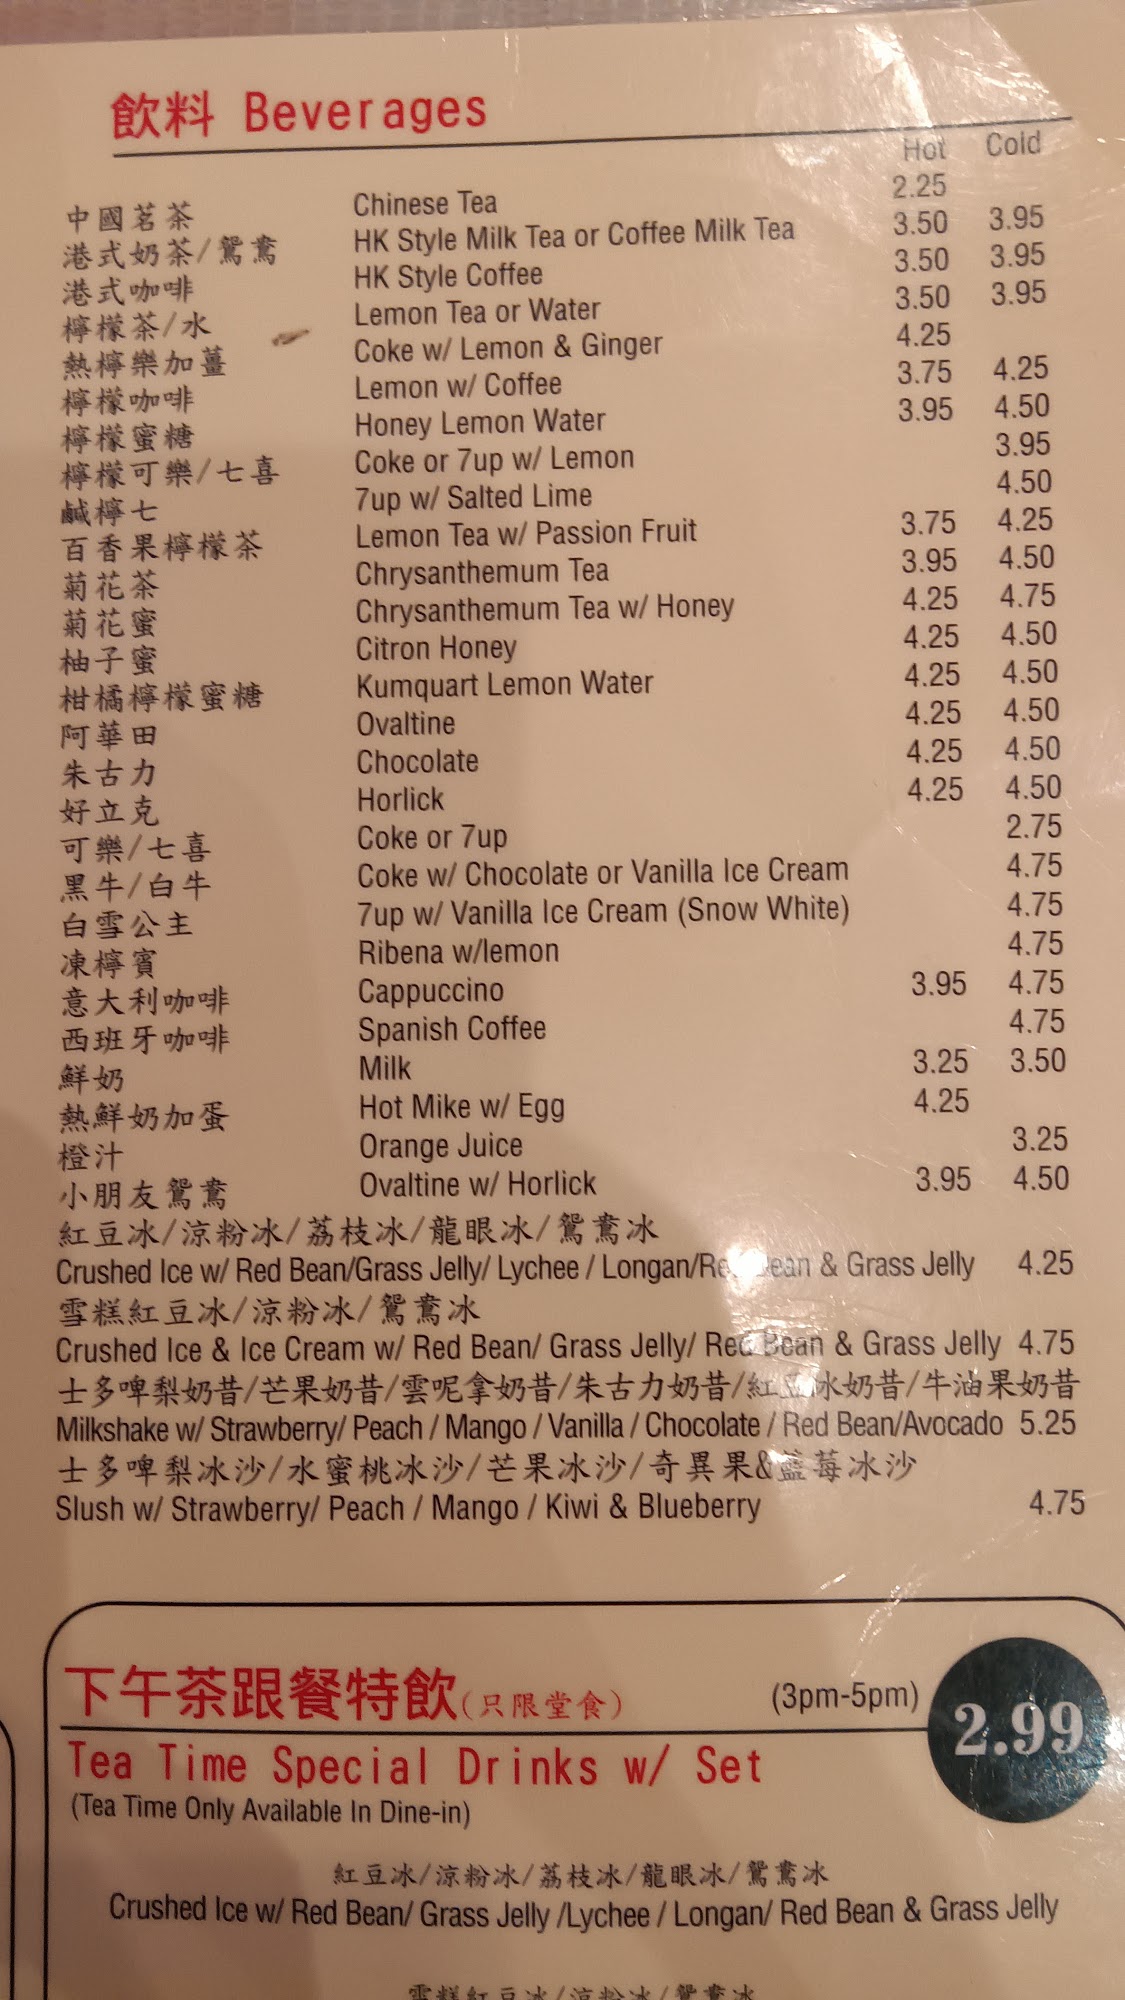 飲料 Beverages
Hot Cold
中國茗茶 Chinese Tea 2.25
港式奶茶/鴛鴦 HK Style Milk Tea or Coffee Milk Tea 3.50 3.95
港式咖啡 HK Style Coffee 3.50 3.95
檸檬茶/水 Lemon Tea or Water 3.50 3.95
熱檸樂加薑 Coke w/ Lemon & Ginger 4.25
檸檬咖啡 Lemon w/ Coffee 3.75 4.25
檸檬蜜糖 Honey Lemon Water 3.95 4.50
檸檬可樂/七喜 Coke or 7up w/ Lemon 3.95
鹹檸七 7up w/ Salted Lime 4.50
百香果檸檬茶 Lemon Tea w/ Passion Fruit 3.75 4.25
菊花茶 Chrysanthemum Tea 3.95 4.50
菊花蜜 Chrysanthemum Tea w/ Honey 4.25 4.75
柚子蜜 Citron Honey 4.25 4.50
柑橘檸檬蜜糖 Kumquart Lemon Water 4.25 4.50
阿華田 Ovaltine 4.25 4.50
朱古力 Chocolate 4.25 4.50
好立克 Horlick 4.25 4.50
可樂/七喜 Coke or 7up 2.75
黑牛/白牛 Coke w/ Chocolate or Vanilla Ice Cream 4.75
白雪公主 7up w/ Vanilla Ice Cream (Snow White) 4.75
凍檸賓 Ribena w/lemon 4.75
意大利咖啡 Cappuccino 3.95 4.75
西班牙咖啡 Spanish Coffee 4.75
鮮奶 Milk 3.25 3.50
熱鮮奶加蛋 Hot Mike w/ Egg 4.25
橙汁 Orange Juice 3.25
小朋友鴛鴦 Ovaltine w/ Horlick 3.95 4.50
紅豆冰/涼粉冰/荔枝冰/龍眼冰/鴛鴦冰
Crushed Ice w/ Red Bean/Grass Jelly/ Lychee / Longan/Red Bean & Grass Jelly 4.25
雪糕紅豆冰/涼粉冰/鴛鴦冰
Crushed Ice & Ice Cream w/ Red Bean/ Grass Jelly/ Red Bean & Grass Jelly 4.75
士多啤梨奶昔/芒果奶昔/雲呢拿奶昔/朱古力奶昔/紅豆冰奶昔/牛油果奶昔
Milkshake w/ Strawberry/ Peach / Mango / Vanilla / Chocolate / Red Bean/Avocado 5.25
士多啤梨冰沙/水蜜桃冰沙/芒果冰沙/奇異果&藍莓冰沙
Slush w/ Strawberry/ Peach / Mango / Kiwi & Blueberry 4.75
下午茶跟餐特飲(只限堂食) (3pm-5pm) 2.99
Tea Time Special Drinks w/ Set
(Tea Time Only Available In Dine-in)
紅豆冰/涼粉冰/荔枝冰/龍眼冰/鴛鴦冰
Crushed Ice w/ Red Bean/ Grass Jelly /Lychee / Longan/ Red Bean & Grass Jelly
雪糕紅豆冰/涼粉冰/鴛鴦冰